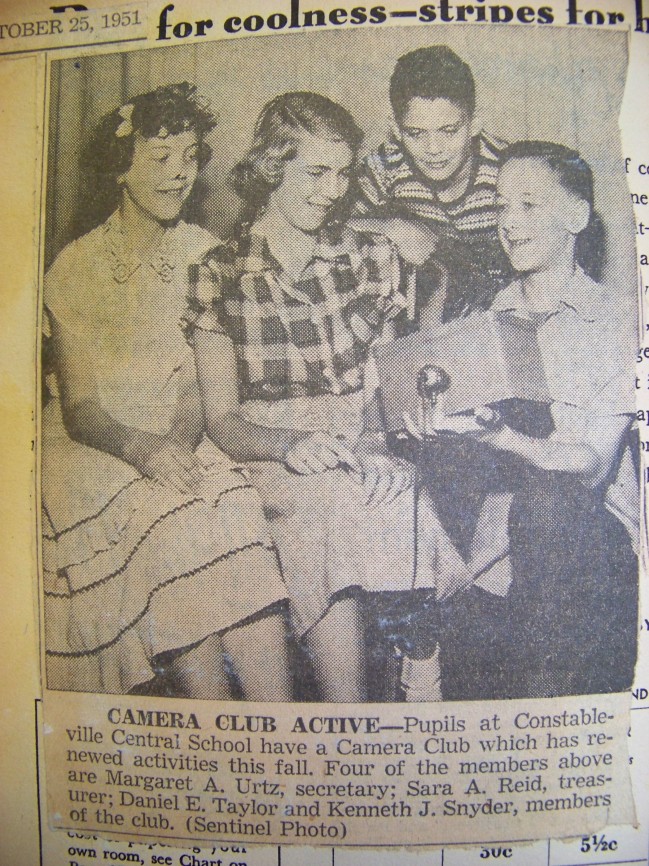 TOBER 25, 1951
for coolness—stripes for h
CAMERA CLUB ACTIVE—Pupils at Constable-
ville Central School have a Camera Club which has re-
newed activities this fall. Four of the members above
are Margaret A. Urtz, secretary; Sara A. Reid, treas-
urer; Daniel E. Taylor and Kenneth J. Snyder, members
of the club. (Sentinel Photo)
own room, see Chart on
50c
5½c